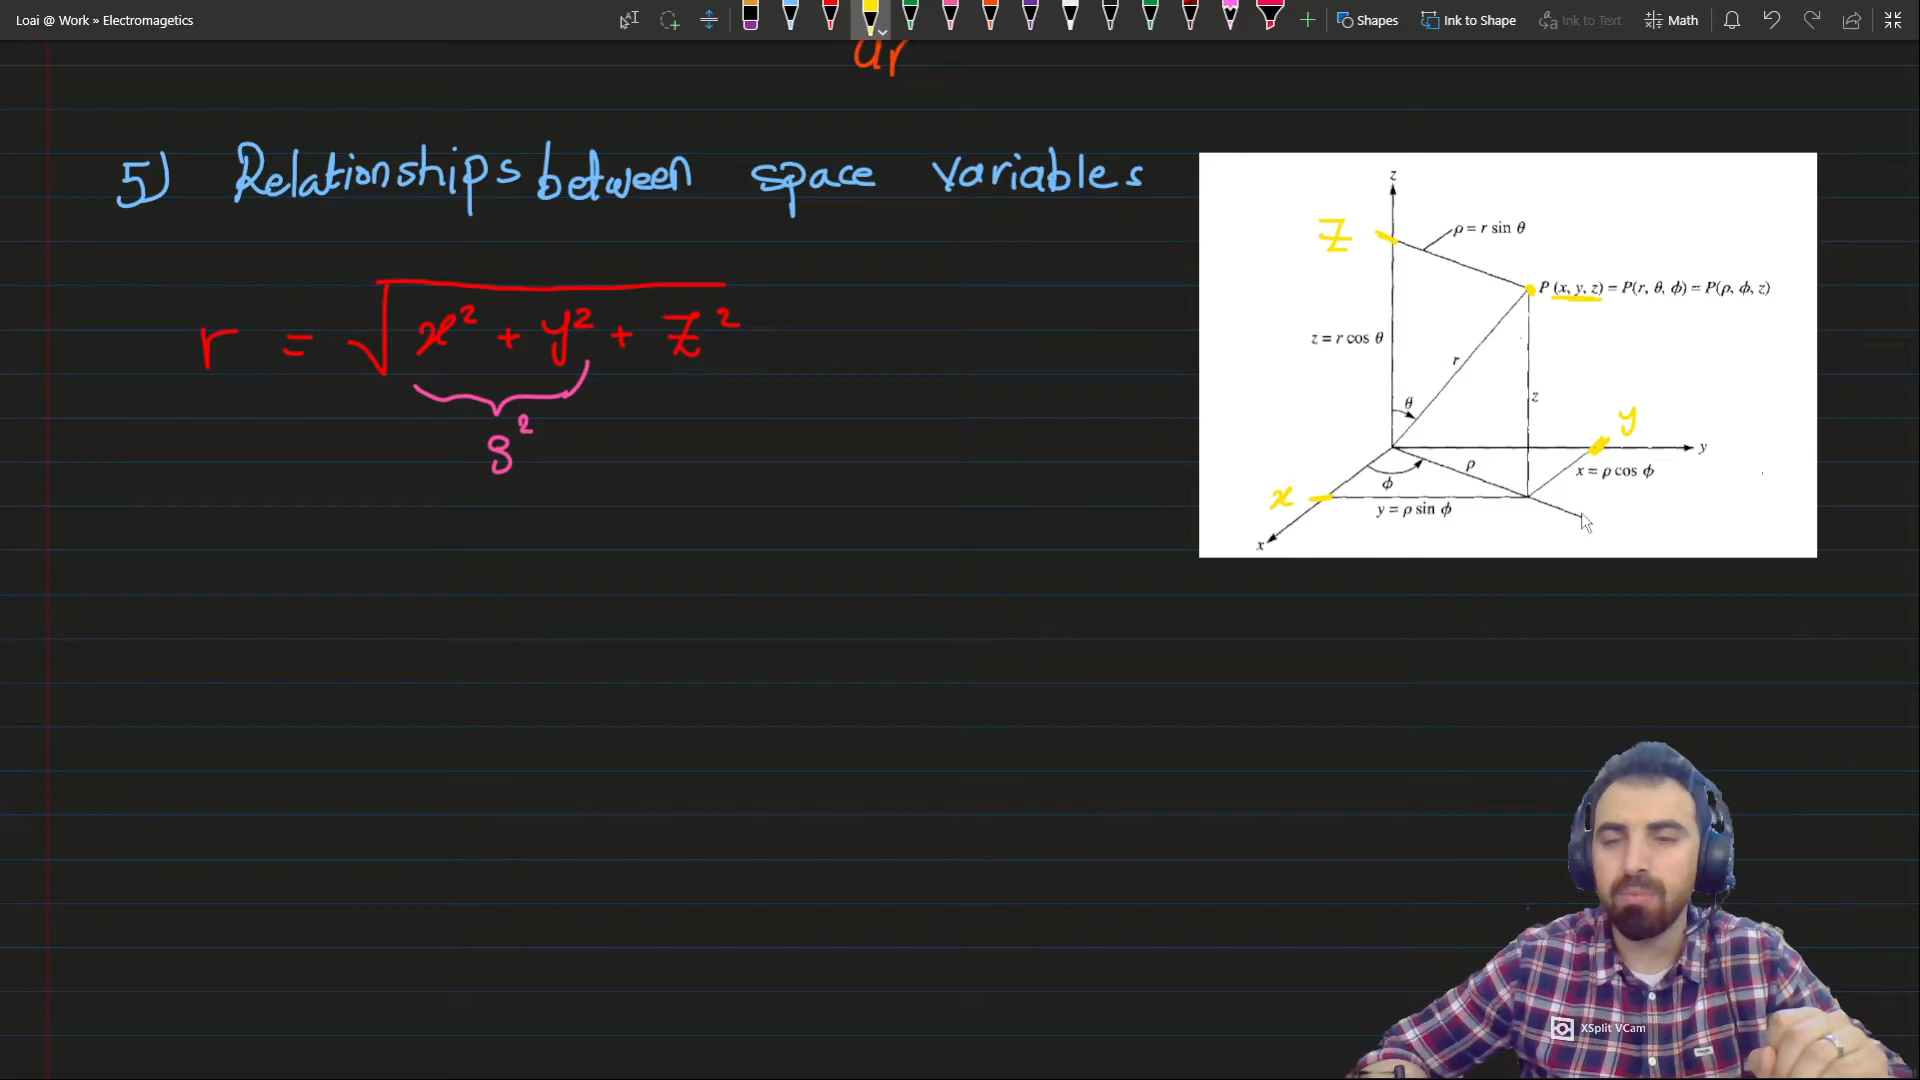 Loai @ Work » Electromagetics
Shapes
Ink to Shape
Ink to Text
Math
ar
5) Relationships between space variables
r = √x² + y² + z²
ρ²
z
Z
ρ = r sin θ
P (x, y, z) = P(r, θ, ϕ) = P(ρ, ϕ, z)
z = r cos θ
r
θ
z
y
y
ρ
x = ρ cos ϕ
ϕ
x
y = ρ sin ϕ
x
XSplit VCam